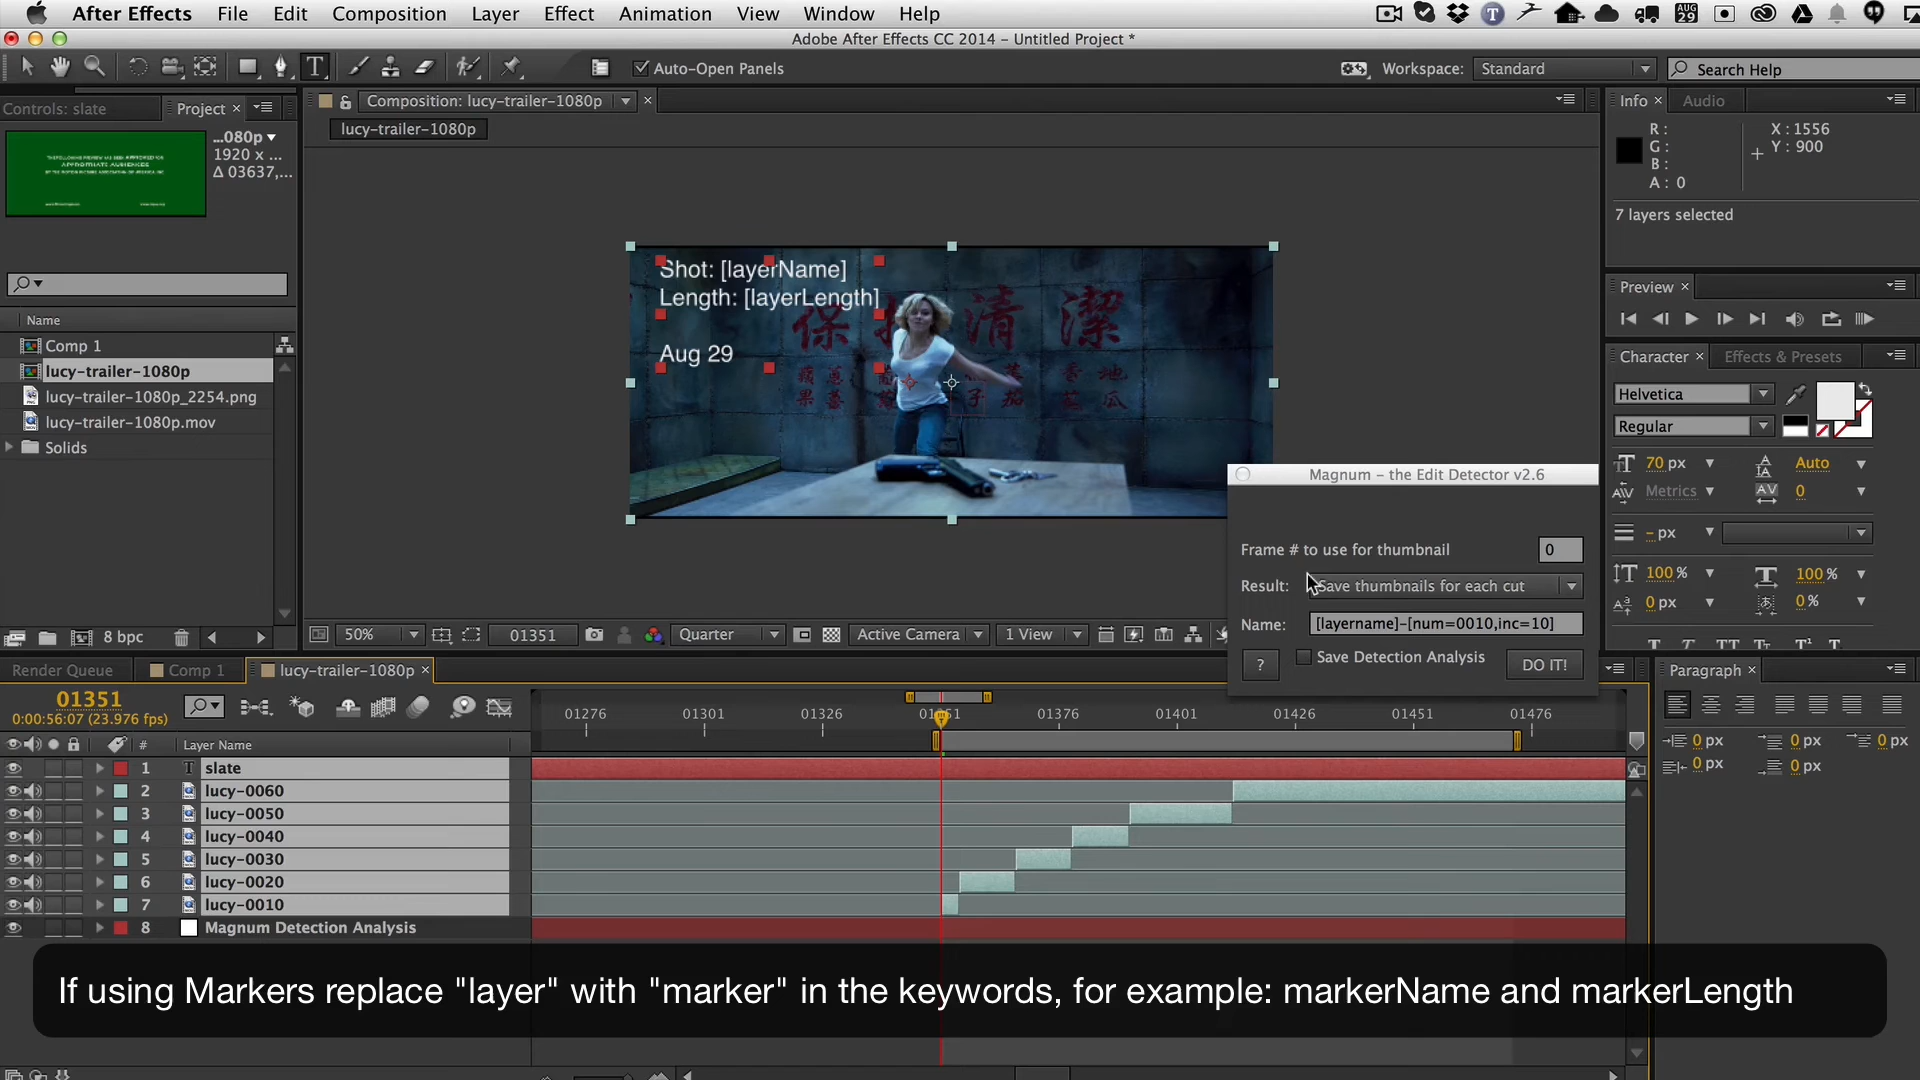 After Effects File Edit Composition Layer Effect Animation View Window Help
AUG 29
Adobe After Effects CC 2014 - Untitled Project *
Auto-Open Panels
Workspace: Standard
Search Help
Controls: slate
Project ×
...080p
1920 x ...
Δ 03637,...
Composition: lucy-trailer-1080p ×
lucy-trailer-1080p
Info × Audio
R :
G :
B :
A : 0
X : 1556
Y : 900
7 layers selected
Name
Comp 1
lucy-trailer-1080p
lucy-trailer-1080p_2254.png
lucy-trailer-1080p.mov
Solids
8 bpc
Shot: [layerName]
Length: [layerLength]
Aug 29
保 清 潔
Preview ×
Character × Effects & Presets
Helvetica
Regular
70 px
Auto
Metrics
0
- px
100 %
100 %
0 px
0 %
Magnum – the Edit Detector v2.6
Frame # to use for thumbnail 0
Result: Save thumbnails for each cut
Name: [layername]-[num=0010,inc=10]
? Save Detection Analysis DO IT!
50% 01351 Quarter Active Camera 1 View
Render Queue Comp 1 lucy-trailer-1080p ×
Paragraph ×
01351
0:00:56:07 (23.976 fps)
01276 01301 01326 01351 01376 01401 01426 01451 01476
# Layer Name
1 T slate
2 lucy-0060
3 lucy-0050
4 lucy-0040
5 lucy-0030
6 lucy-0020
7 lucy-0010
8 Magnum Detection Analysis
0 px 0 px 0 px
0 px 0 px
If using Markers replace "layer" with "marker" in the keywords, for example: markerName and markerLength